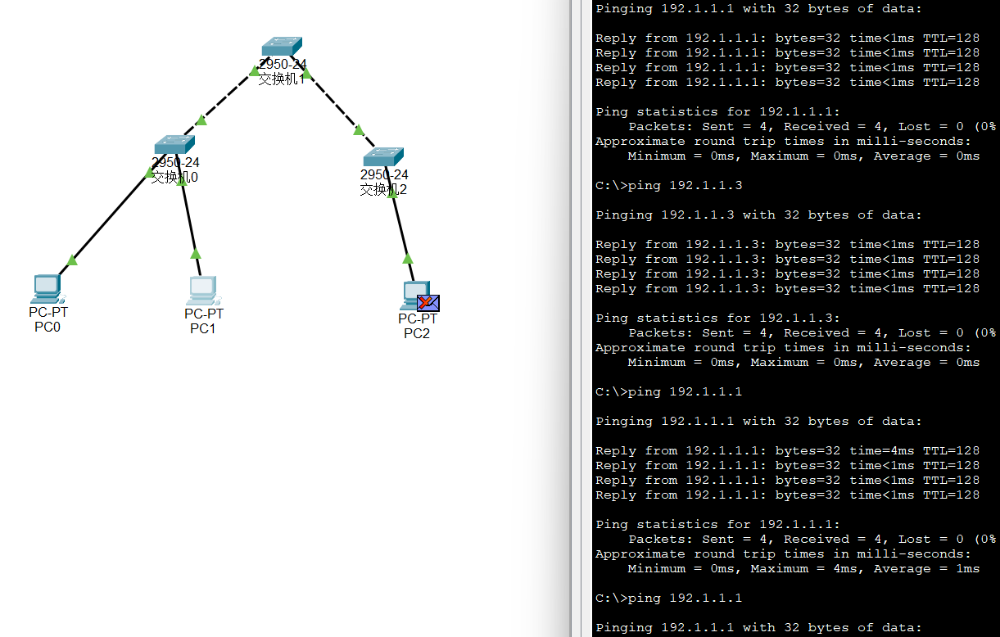 2950-24
交换机1
2950-24
交换机0
2950-24
交换机2
PC-PT
PC0
PC-PT
PC1
PC-PT
PC2
Pinging 192.1.1.1 with 32 bytes of data:
Reply from 192.1.1.1: bytes=32 time<1ms TTL=128
Reply from 192.1.1.1: bytes=32 time<1ms TTL=128
Reply from 192.1.1.1: bytes=32 time<1ms TTL=128
Reply from 192.1.1.1: bytes=32 time<1ms TTL=128
Ping statistics for 192.1.1.1:
Packets: Sent = 4, Received = 4, Lost = 0 (0%
Approximate round trip times in milli-seconds:
Minimum = 0ms, Maximum = 0ms, Average = 0ms
C:\>ping 192.1.1.3
Pinging 192.1.1.3 with 32 bytes of data:
Reply from 192.1.1.3: bytes=32 time<1ms TTL=128
Reply from 192.1.1.3: bytes=32 time<1ms TTL=128
Reply from 192.1.1.3: bytes=32 time<1ms TTL=128
Reply from 192.1.1.3: bytes=32 time<1ms TTL=128
Ping statistics for 192.1.1.3:
Packets: Sent = 4, Received = 4, Lost = 0 (0%
Approximate round trip times in milli-seconds:
Minimum = 0ms, Maximum = 0ms, Average = 0ms
C:\>ping 192.1.1.1
Pinging 192.1.1.1 with 32 bytes of data:
Reply from 192.1.1.1: bytes=32 time=4ms TTL=128
Reply from 192.1.1.1: bytes=32 time<1ms TTL=128
Reply from 192.1.1.1: bytes=32 time<1ms TTL=128
Reply from 192.1.1.1: bytes=32 time<1ms TTL=128
Ping statistics for 192.1.1.1:
Packets: Sent = 4, Received = 4, Lost = 0 (0%
Approximate round trip times in milli-seconds:
Minimum = 0ms, Maximum = 4ms, Average = 1ms
C:\>ping 192.1.1.1
Pinging 192.1.1.1 with 32 bytes of data: